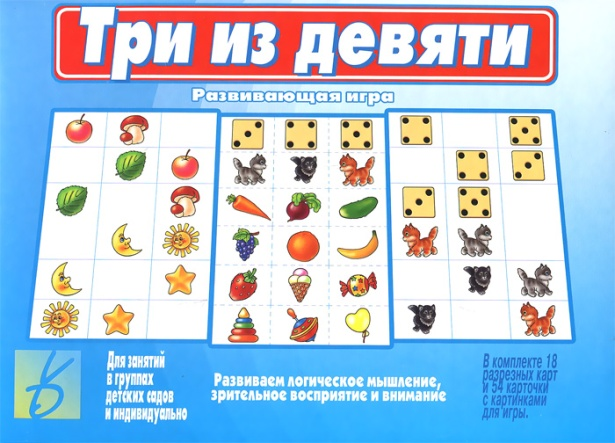 Три из девяти
Развивающая игра
Для занятий
в группах
детских садов
и индивидуально
Развиваем логическое мышление,
зрительное восприятие и внимание
В комплекте 18
разрезных карт
и 54 карточки
с картинками
для игры.